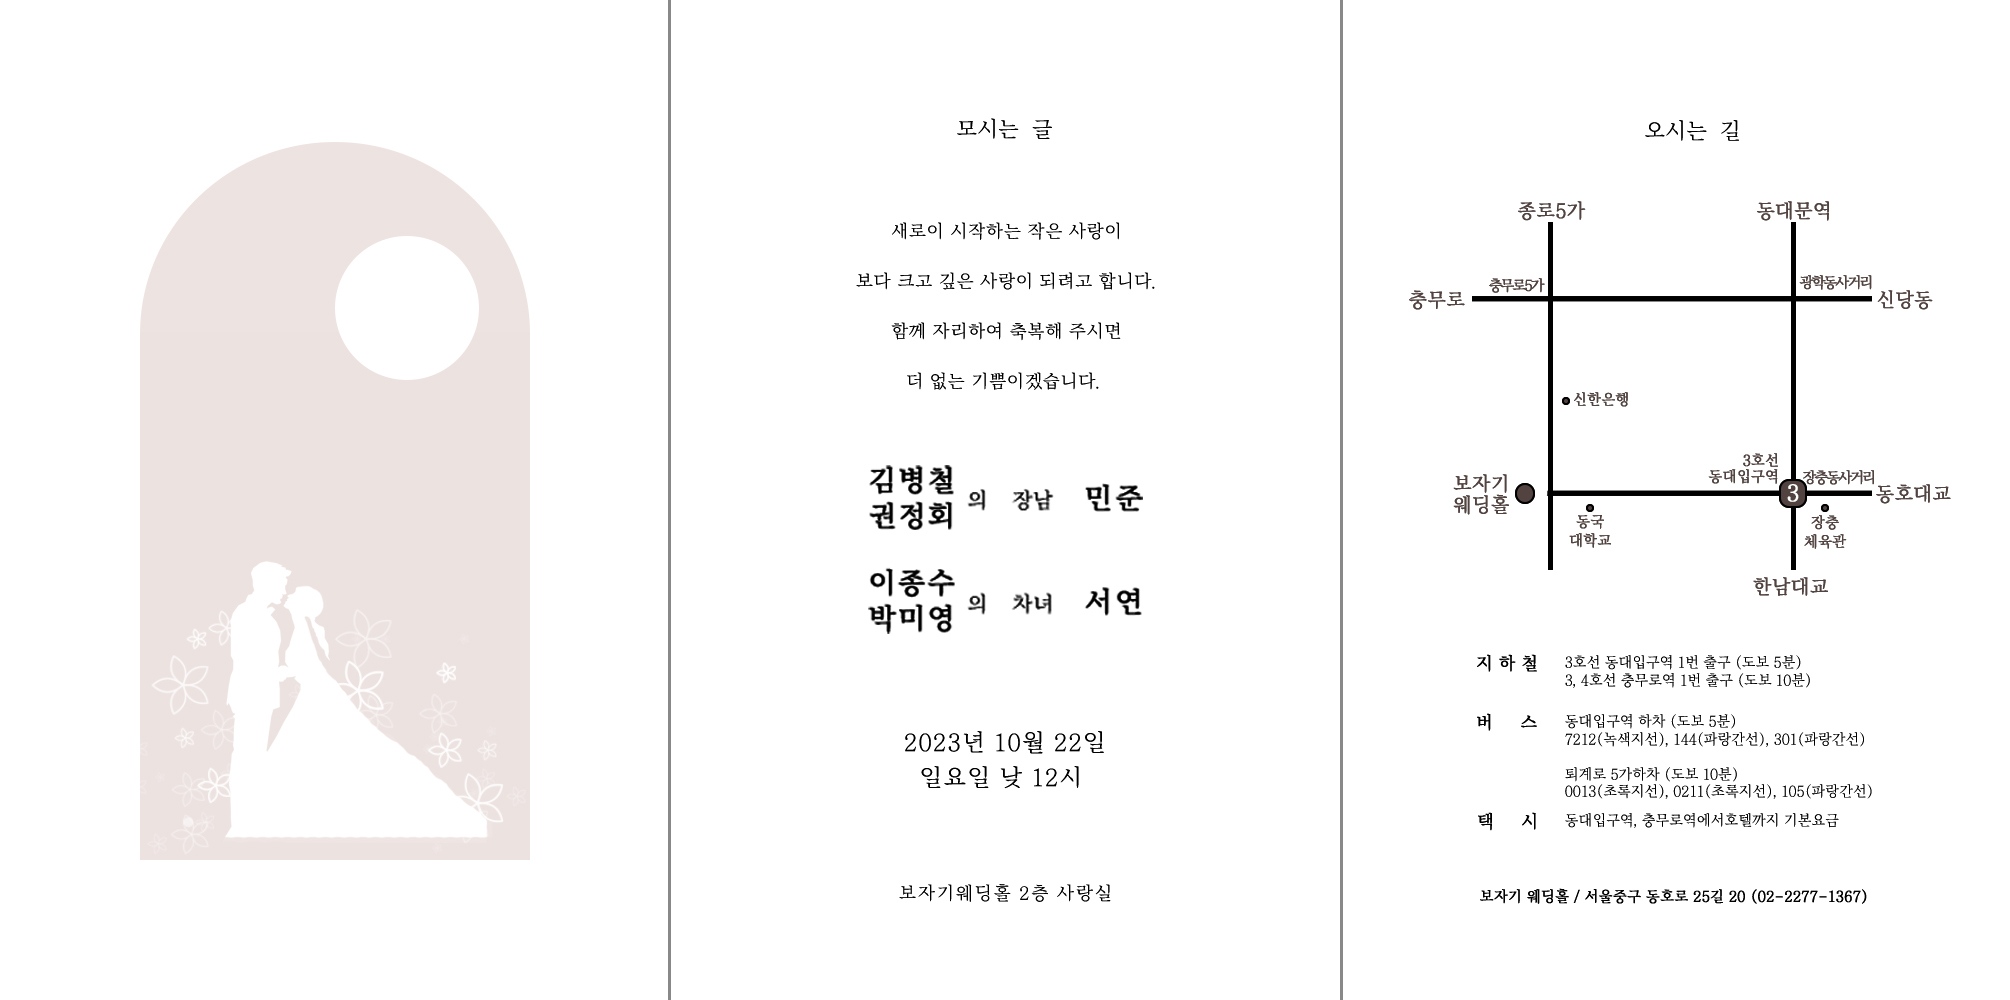 모시는 글
새로이 시작하는 작은 사랑이
보다 크고 깊은 사랑이 되려고 합니다.
함께 자리하여 축복해 주시면
더 없는 기쁨이겠습니다.
김병철
권정회
의 장남 민준
이종수
박미영
의 차녀 서연
2023년 10월 22일
일요일 낮 12시
보자기웨딩홀 2층 사랑실
오시는 길
종로5가
동대문역
충무로5가
광학동사거리
충무로
신당동
신한은행
3호선
동대입구역
장충동사거리
보자기
웨딩홀
3
동호대교
동국
대학교
장충
체육관
한남대교
지하철 3호선 동대입구역 1번 출구 (도보 5분)
3, 4호선 충무로역 1번 출구 (도보 10분)
버 스 동대입구역 하차 (도보 5분)
7212(녹색지선), 144(파랑간선), 301(파랑간선)
퇴계로 5가하차 (도보 10분)
0013(초록지선), 0211(초록지선), 105(파랑간선)
택 시 동대입구역, 충무로역에서호텔까지 기본요금
보자기 웨딩홀 / 서울중구 동호로 25길 20 (02-2277-1367)